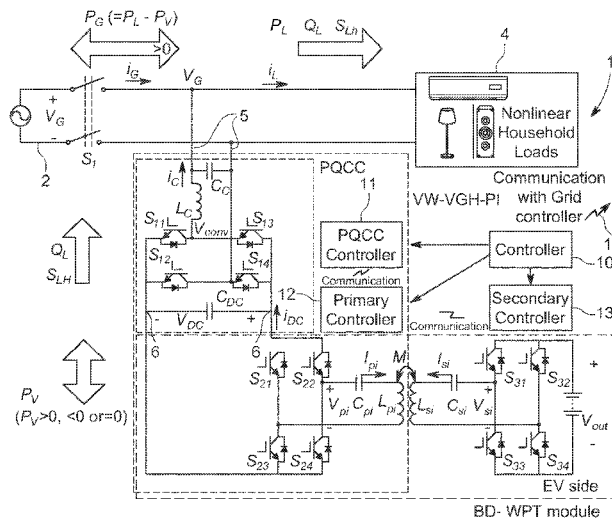 P_G (=P_L - P_V)
>0
P_L Q_L S_Lh
4
1
i_G
V_G
i_L
+
V_G
-
S_1
2
5
Nonlinear
Household
Loads
PQCC
11
VW-VGH-PI
Communication
with Grid
controller
1
i_C
C_C
L_C
S_11
S_13
V_conv
S_12
S_14
PQCC
Controller
Communication
Controller
10
Q_L
S_LH
C_DC
12
Primary
Controller
Secondary
Controller
13
- V_DC +
i_DC
6
6
Communication
P_V
(P_V>0, <0 or=0)
S_21
S_22
I_pi
M
I_si
S_31
S_32
+
+
V_pi
C_pi
L_pi
L_si
C_si
V_si
+
V_out
-
-
-
S_23
S_24
S_33
S_34
EV side
BD- WPT module